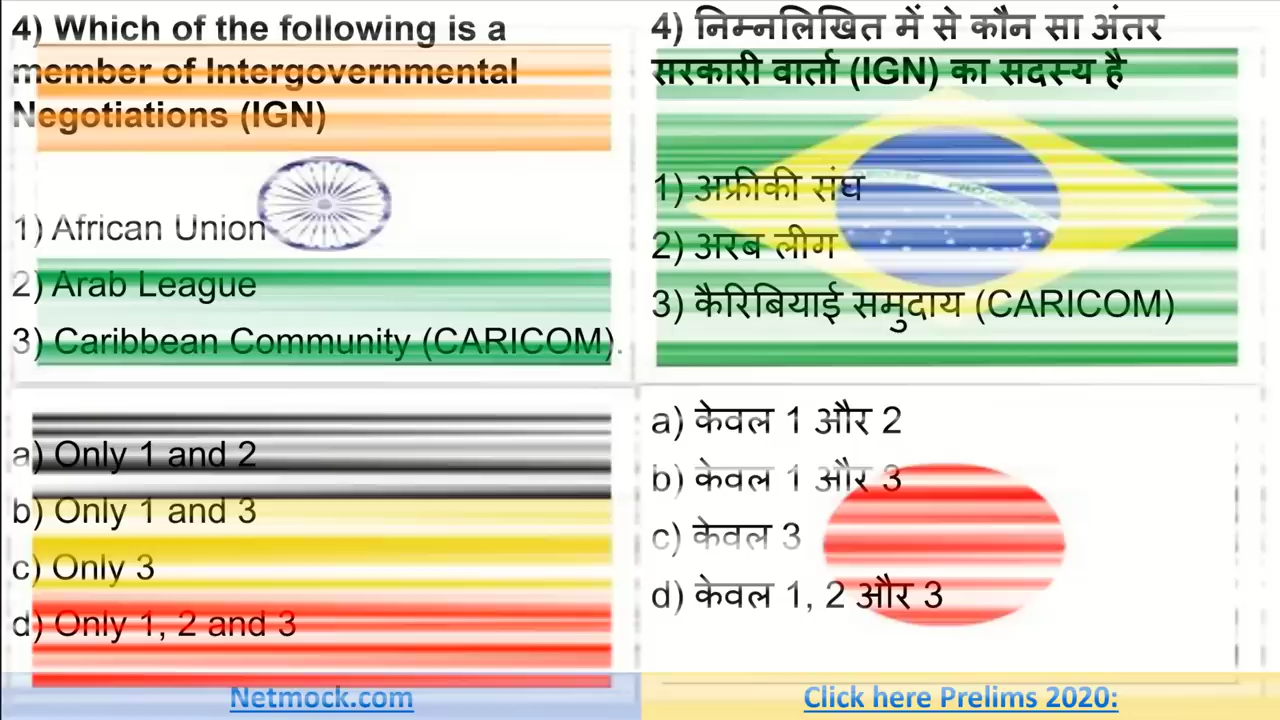 4) Which of the following is a
member of Intergovernmental
Negotiations (IGN)
1) African Union
2) Arab League
3) Caribbean Community (CARICOM).
a) Only 1 and 2
b) Only 1 and 3
c) Only 3
d) Only 1, 2 and 3
Netmock.com
4) निम्नलिखित में से कौन सा अंतर
सरकारी वार्ता (IGN) का सदस्य है
1) अफ्रीकी संघ
2) अरब लीग
3) कैरिबियाई समुदाय (CARICOM)
a) केवल 1 और 2
b) केवल 1 और 3
c) केवल 3
d) केवल 1, 2 और 3
Click here Prelims 2020: